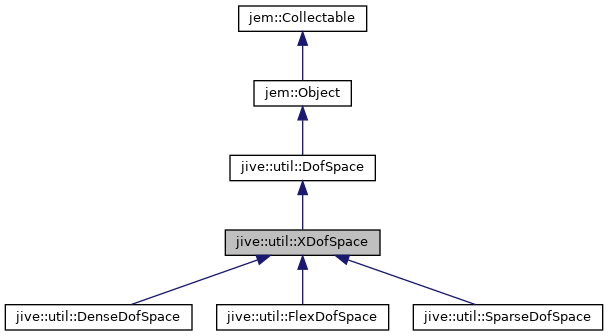 jem::Collectable
jem::Object
jive::util::DofSpace
jive::util::XDofSpace
jive::util::DenseDofSpace
jive::util::FlexDofSpace
jive::util::SparseDofSpace